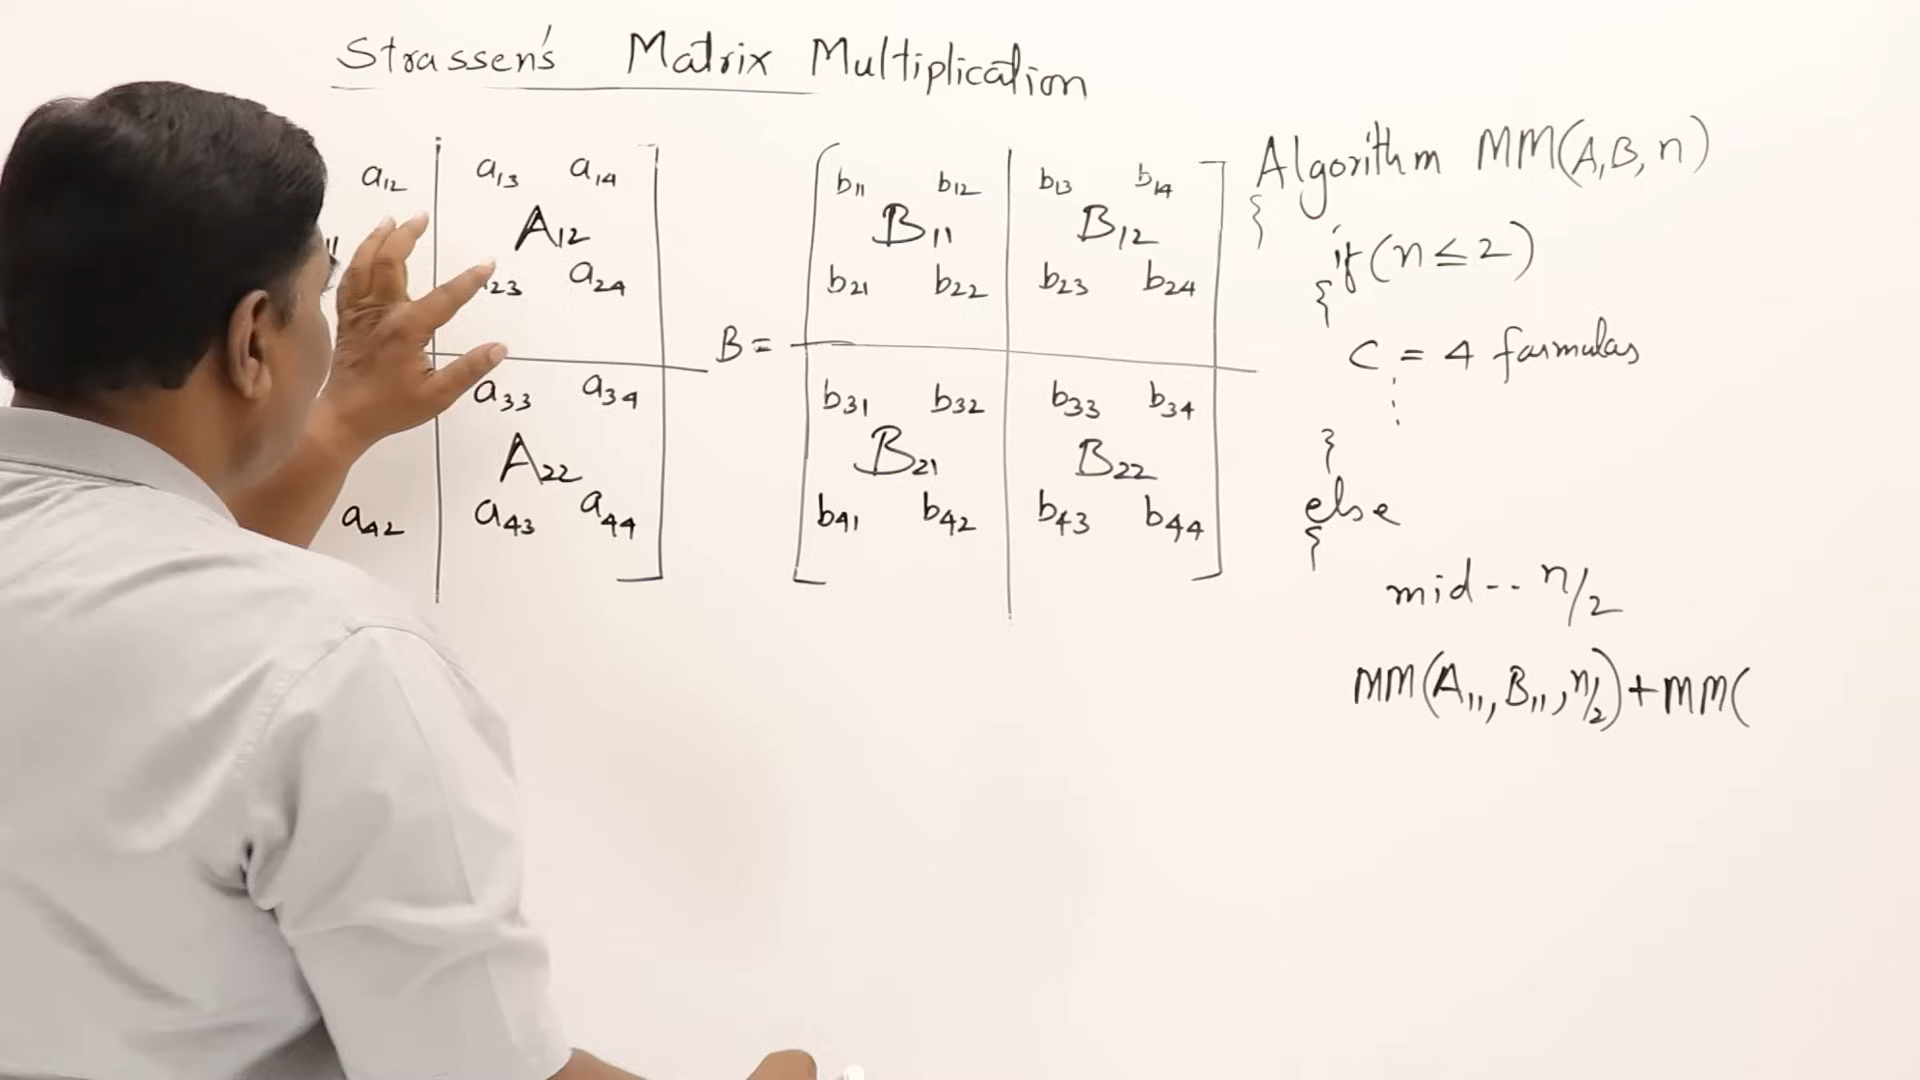 Strassen's Matrix Multiplication
a12 a13 a14
A12
23 a24
a33 a34
A22
a42 a43 a44
B =
b11 b12 b13 b14
B11 B12
b21 b22 b23 b24
b31 b32 b33 b34
B21 B22
b41 b42 b43 b44
Algorithm MM(A,B,n)
{
if(n≤2)
{
C = 4 formulas
⋮
}
else
{
mid -- n/2
MM(A11, B11, n/2) + MM(